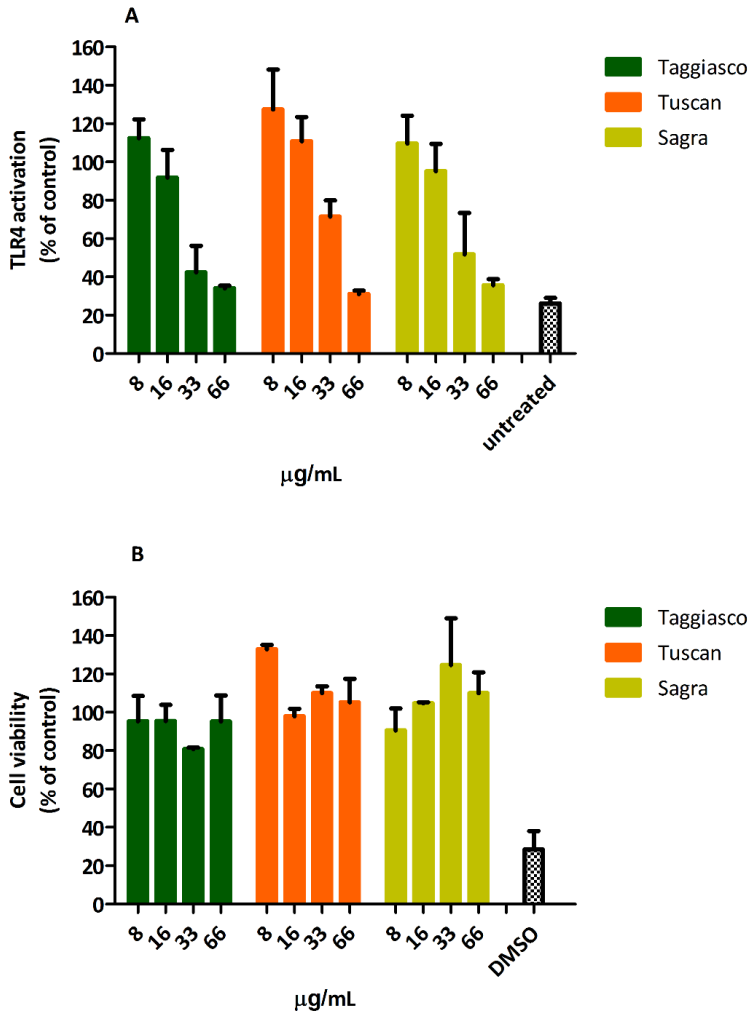 A
TLR4 activation
(% of control)
160
140
120
100
80
60
40
20
0
8
16
33
66
8
16
33
66
8
16
33
66
untreated
μg/mL
Taggiasco
Tuscan
Sagra
B
Cell viability
(% of control)
160
140
120
100
80
60
40
20
0
8
16
33
66
8
16
33
66
8
16
33
66
DMSO
μg/mL
Taggiasco
Tuscan
Sagra